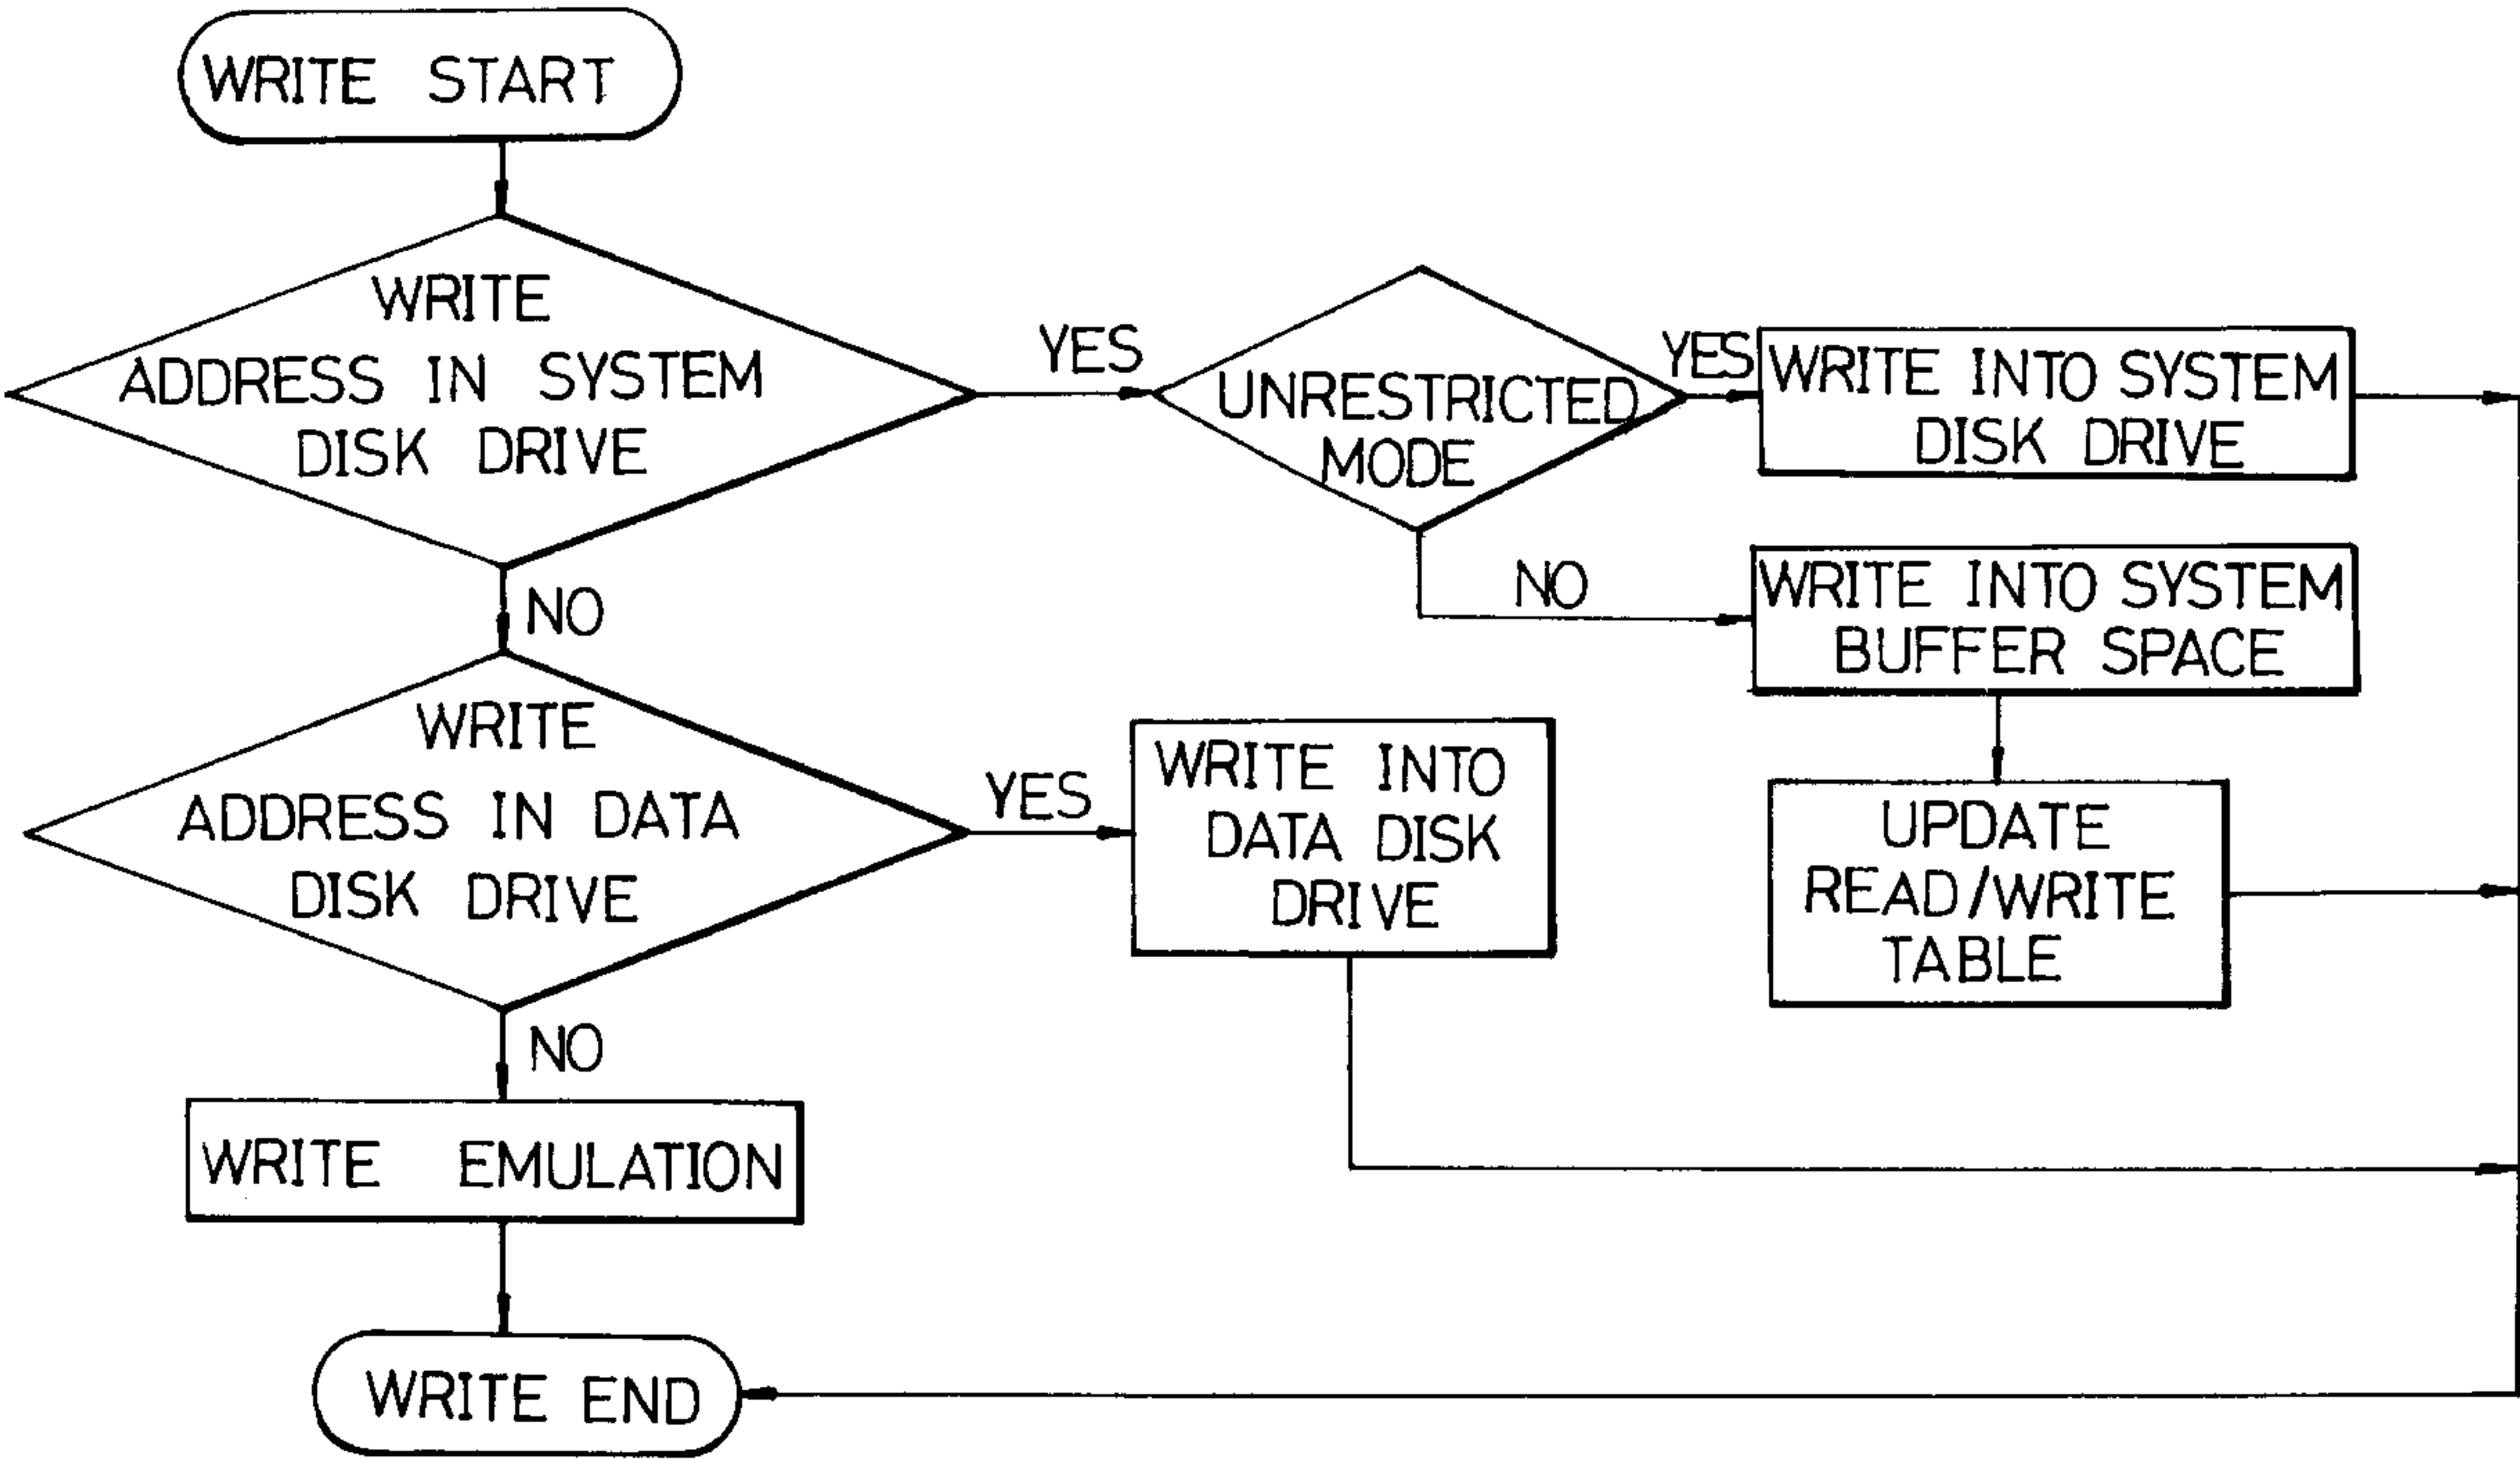 WRITE START
WRITE
ADDRESS IN SYSTEM
DISK DRIVE
YES
UNRESTRICTED
MODE
YES
WRITE INTO SYSTEM
DISK DRIVE
NO
WRITE INTO SYSTEM
BUFFER SPACE
UPDATE
READ/WRITE
TABLE
NO
WRITE
ADDRESS IN DATA
DISK DRIVE
YES
WRITE INTO
DATA DISK
DRIVE
NO
WRITE EMULATION
WRITE END